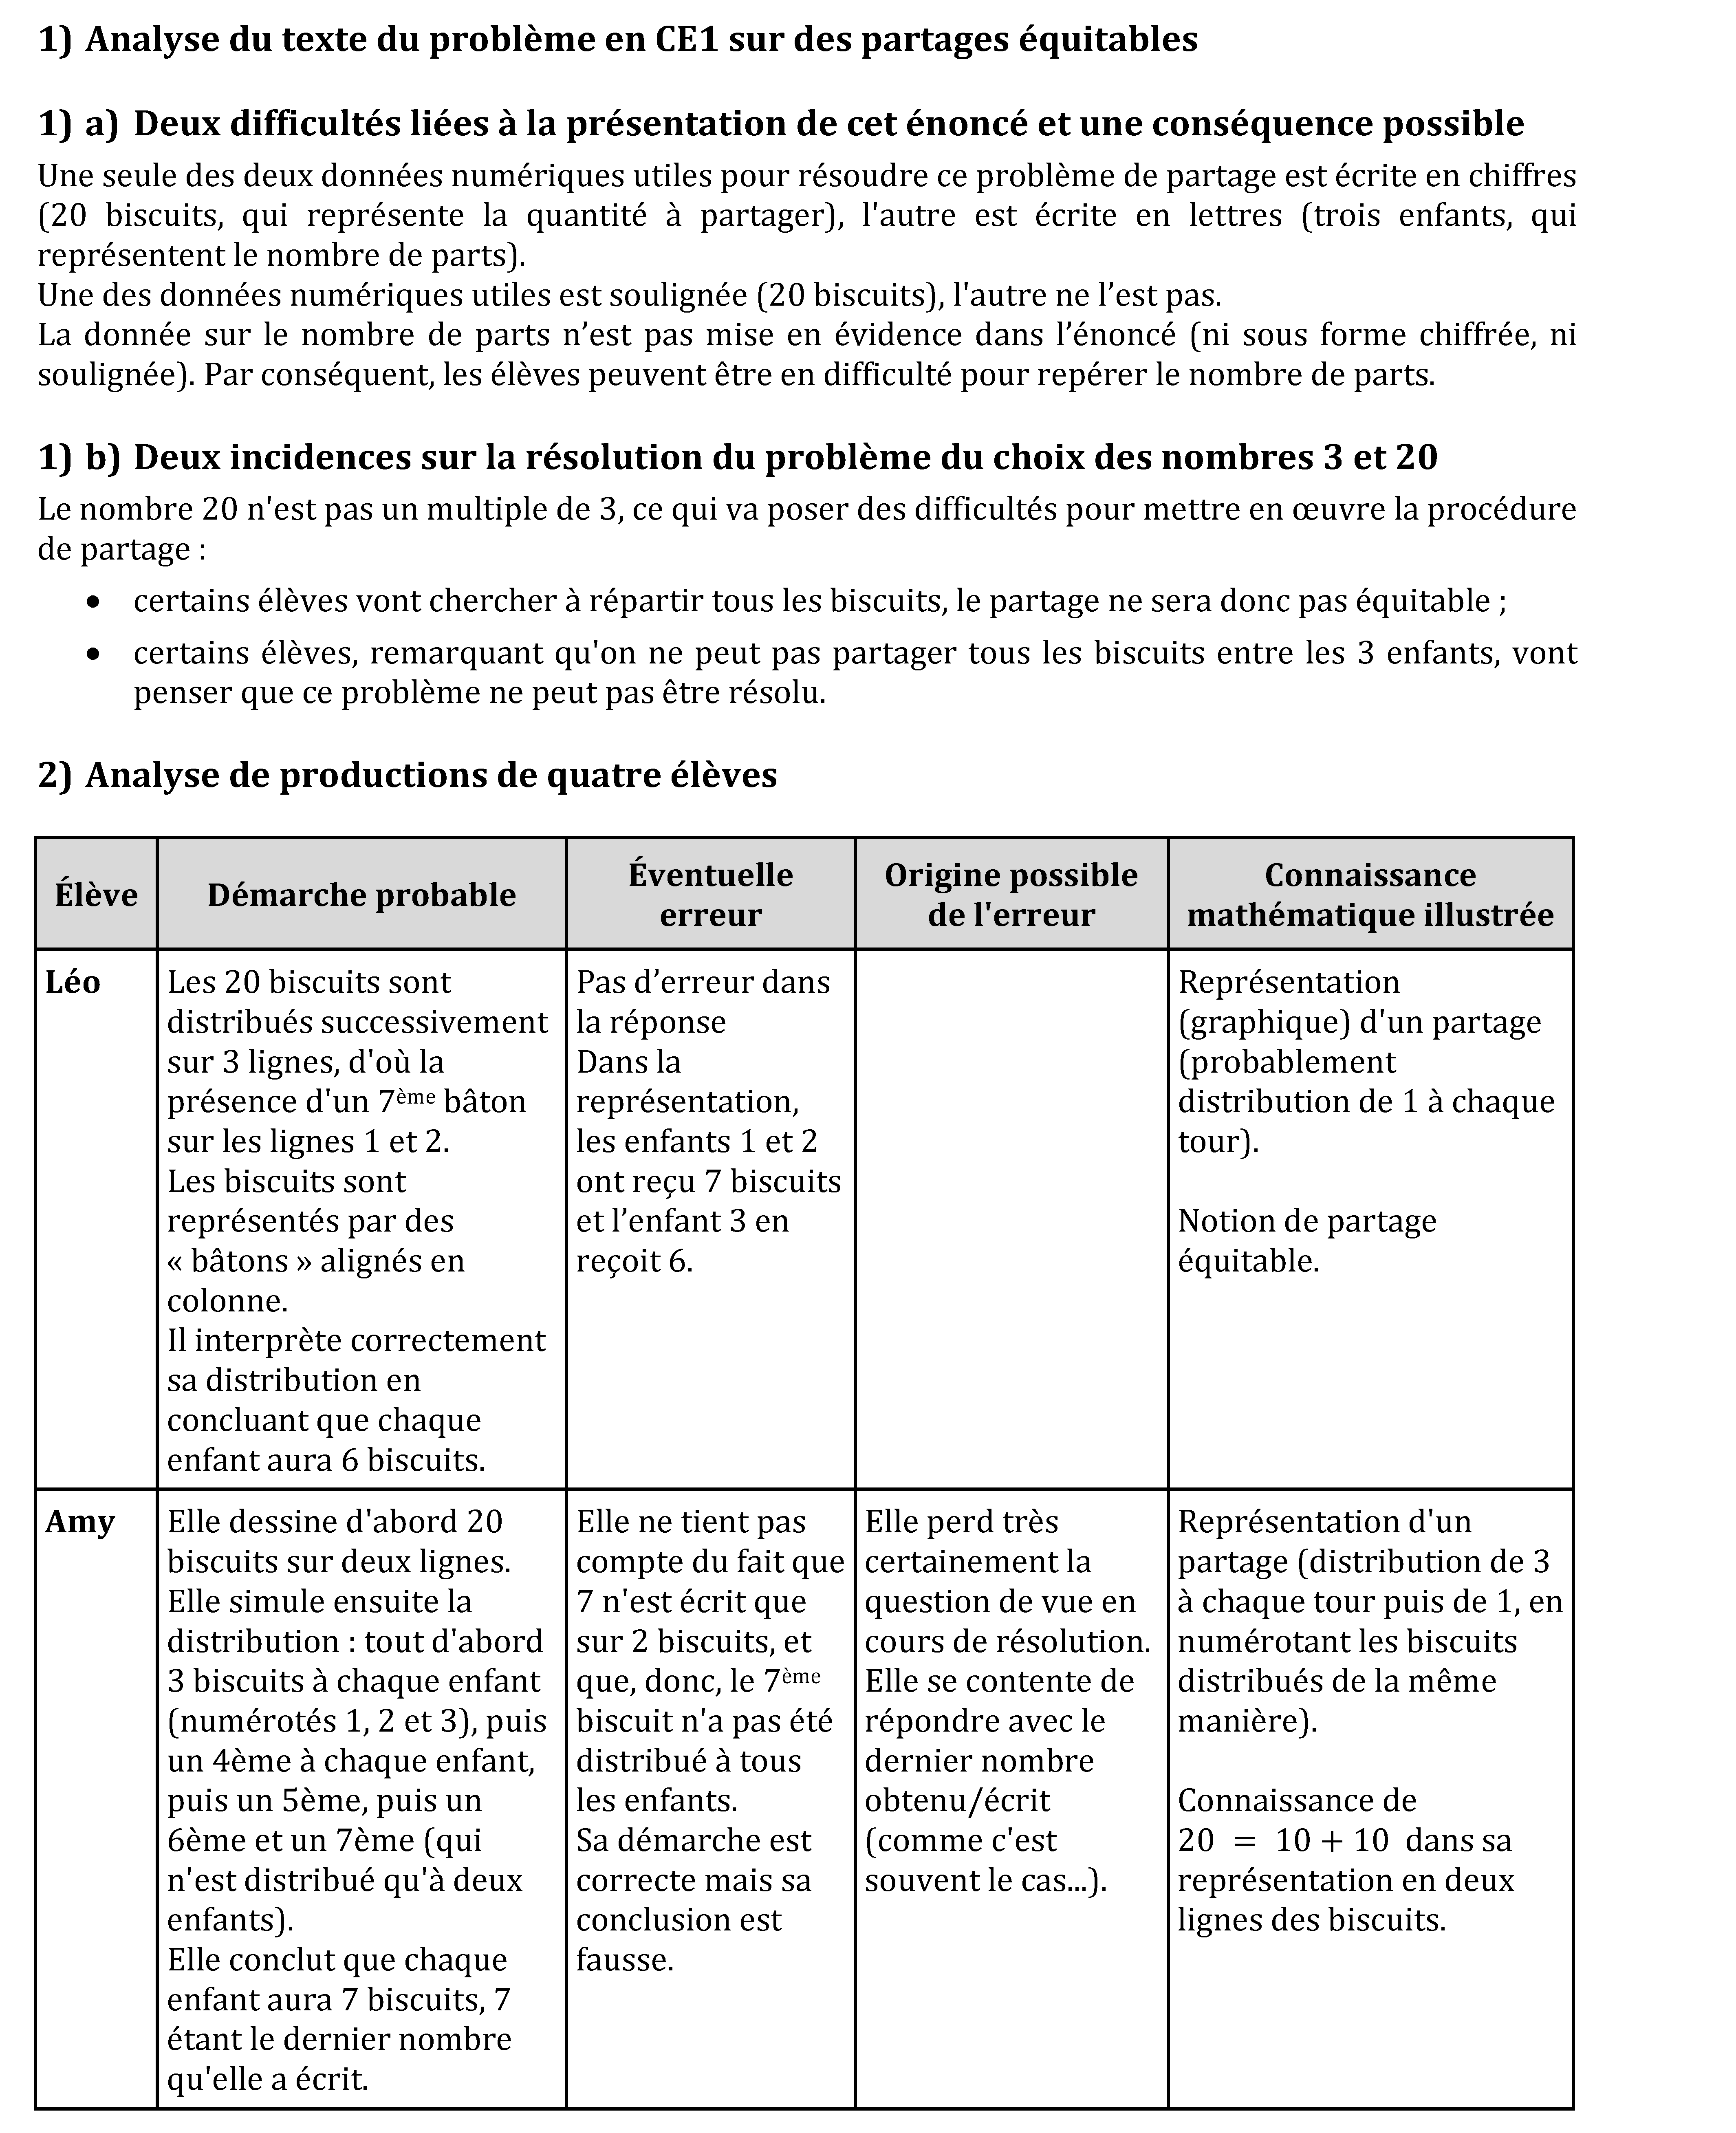 1) Analyse du texte du problème en CE1 sur des partages équitables
1) a) Deux difficultés liées à la présentation de cet énoncé et une conséquence possible
Une seule des deux données numériques utiles pour résoudre ce problème de partage est écrite en chiffres
(20 biscuits, qui représente la quantité à partager), l'autre est écrite en lettres (trois enfants, qui
représentent le nombre de parts).
Une des données numériques utiles est soulignée (20 biscuits), l'autre ne l’est pas.
La donnée sur le nombre de parts n’est pas mise en évidence dans l’énoncé (ni sous forme chiffrée, ni
soulignée). Par conséquent, les élèves peuvent être en difficulté pour repérer le nombre de parts.
1) b) Deux incidences sur la résolution du problème du choix des nombres 3 et 20
Le nombre 20 n'est pas un multiple de 3, ce qui va poser des difficultés pour mettre en œuvre la procédure
de partage :
• certains élèves vont chercher à répartir tous les biscuits, le partage ne sera donc pas équitable ;
• certains élèves, remarquant qu'on ne peut pas partager tous les biscuits entre les 3 enfants, vont
penser que ce problème ne peut pas être résolu.
2) Analyse de productions de quatre élèves
Élève
Démarche probable
Éventuelle
erreur
Origine possible
de l'erreur
Connaissance
mathématique illustrée
Léo
Les 20 biscuits sont
distribués successivement
sur 3 lignes, d'où la
présence d'un 7ème bâton
sur les lignes 1 et 2.
Les biscuits sont
représentés par des
« bâtons » alignés en
colonne.
Il interprète correctement
sa distribution en
concluant que chaque
enfant aura 6 biscuits.
Pas d’erreur dans
la réponse
Dans la
représentation,
les enfants 1 et 2
ont reçu 7 biscuits
et l’enfant 3 en
reçoit 6.
Représentation
(graphique) d'un partage
(probablement
distribution de 1 à chaque
tour).
Notion de partage
équitable.
Amy
Elle dessine d'abord 20
biscuits sur deux lignes.
Elle simule ensuite la
distribution : tout d'abord
3 biscuits à chaque enfant
(numérotés 1, 2 et 3), puis
un 4ème à chaque enfant,
puis un 5ème, puis un
6ème et un 7ème (qui
n'est distribué qu'à deux
enfants).
Elle conclut que chaque
enfant aura 7 biscuits, 7
étant le dernier nombre
qu'elle a écrit.
Elle ne tient pas
compte du fait que
7 n'est écrit que
sur 2 biscuits, et
que, donc, le 7ème
biscuit n'a pas été
distribué à tous
les enfants.
Sa démarche est
correcte mais sa
conclusion est
fausse.
Elle perd très
certainement la
question de vue en
cours de résolution.
Elle se contente de
répondre avec le
dernier nombre
obtenu/écrit
(comme c'est
souvent le cas...).
Représentation d'un
partage (distribution de 3
à chaque tour puis de 1, en
numérotant les biscuits
distribués de la même
manière).
Connaissance de
20 = 10 + 10 dans sa
représentation en deux
lignes des biscuits.